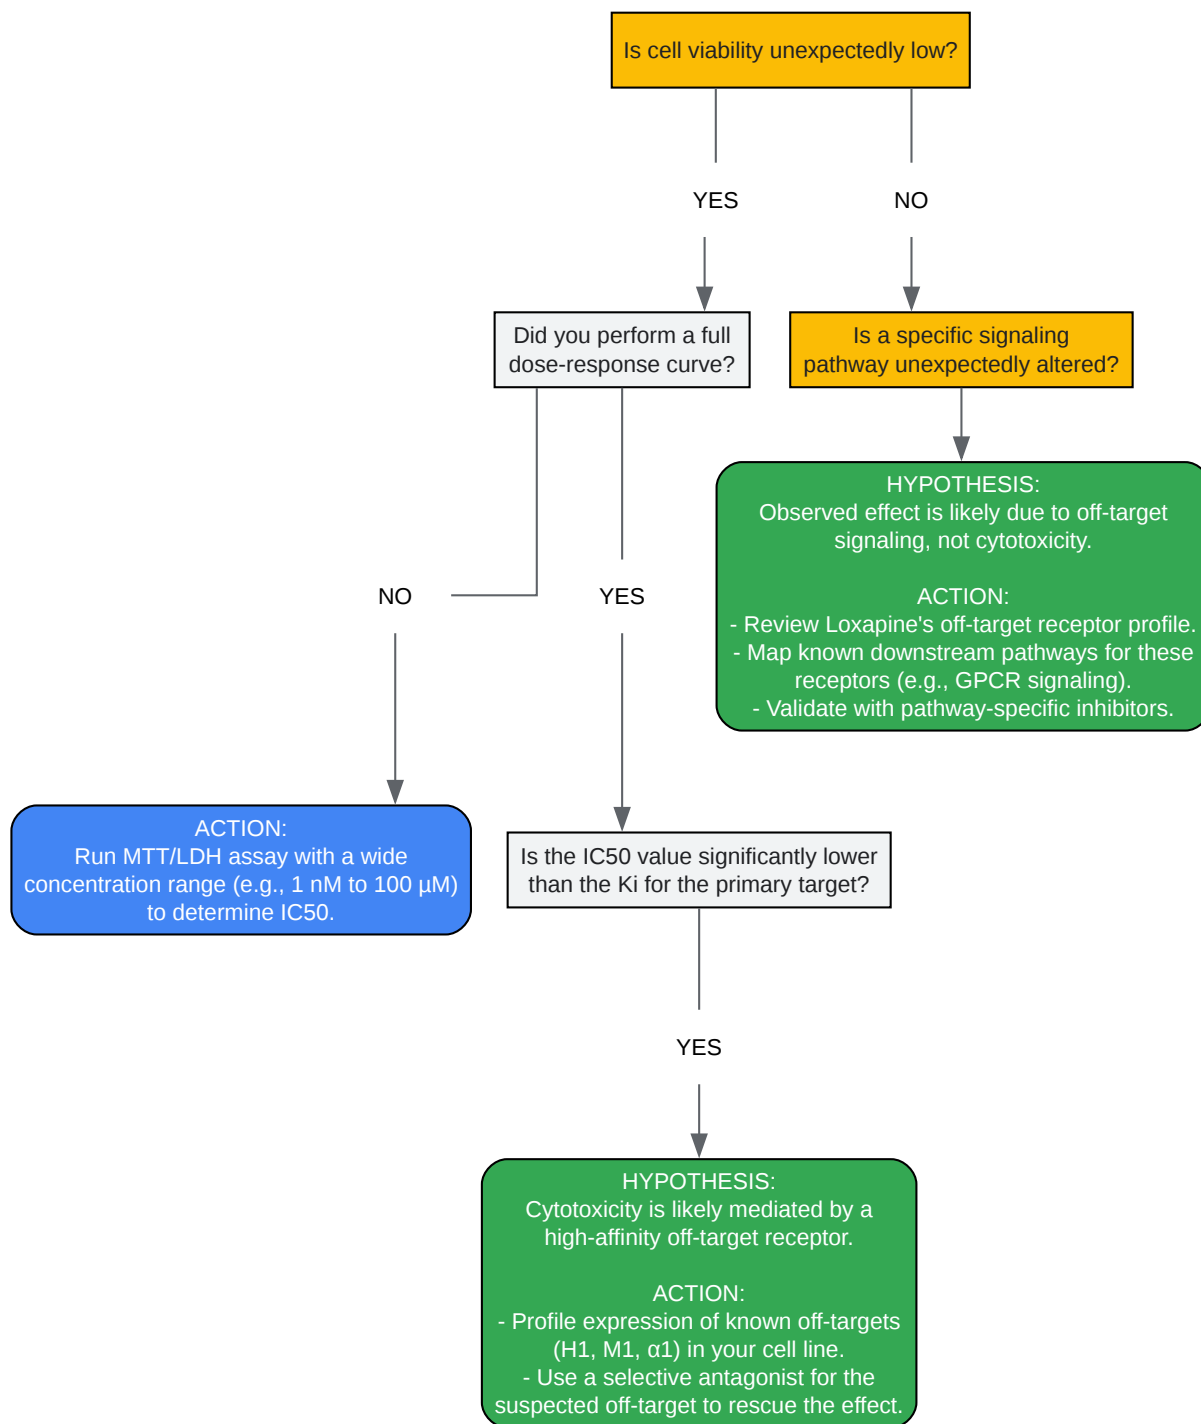 Is cell viability unexpectedly low?
YES
NO
Did you perform a full
dose-response curve?
Is a specific signaling
pathway unexpectedly altered?
HYPOTHESIS:
Observed effect is likely due to off-target
signaling, not cytotoxicity.
ACTION:
- Review Loxapine's off-target receptor profile.
- Map known downstream pathways for these
receptors (e.g., GPCR signaling).
- Validate with pathway-specific inhibitors.
NO
YES
ACTION:
Run MTT/LDH assay with a wide
concentration range (e.g., 1 nM to 100 µM)
to determine IC50.
Is the IC50 value significantly lower
than the Ki for the primary target?
YES
HYPOTHESIS:
Cytotoxicity is likely mediated by a
high-affinity off-target receptor.
ACTION:
- Profile expression of known off-targets
(H1, M1, α1) in your cell line.
- Use a selective antagonist for the
suspected off-target to rescue the effect.